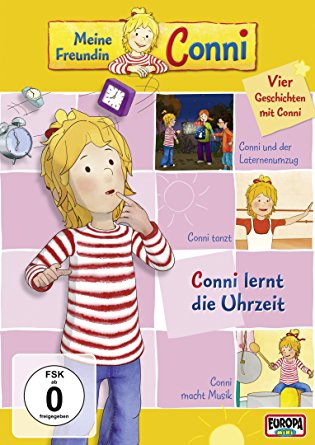 Meine
Freundin
Conni
Vier
Geschichten
mit Conni
Conni und der
Laternenumzug
Conni tanzt
Conni lernt
die Uhrzeit
Conni
macht Musik
FSK
ab
0
freigegeben
EUROPA
MINI